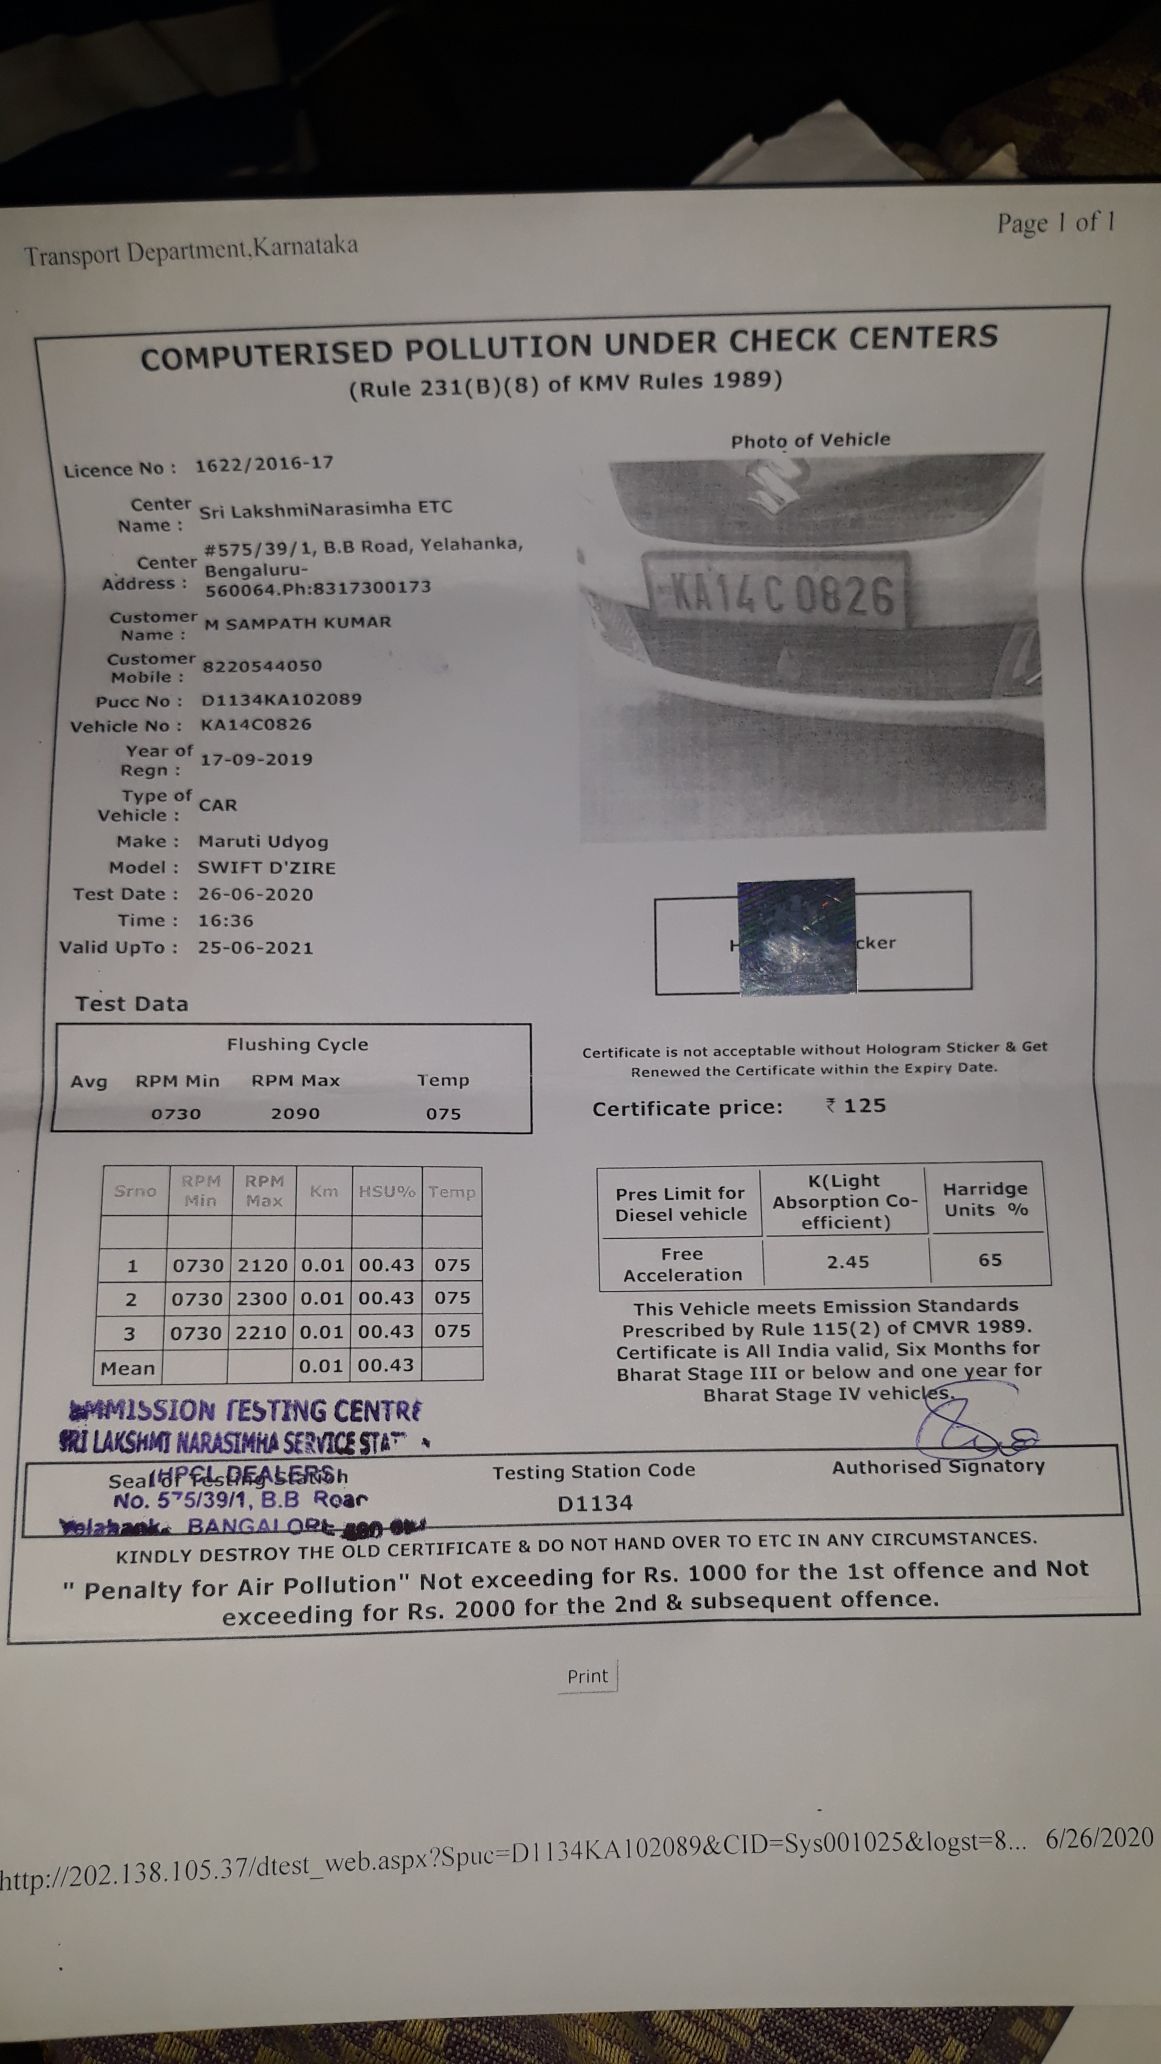 Transport Department,Karnataka
Page 1 of 1
COMPUTERISED POLLUTION UNDER CHECK CENTERS
(Rule 231(B)(8) of KMV Rules 1989)
Licence No : 1622/2016-17
Center Name : Sri LakshmiNarasimha ETC
Center Address : #575/39/1, B.B Road, Yelahanka,
Bengaluru-
560064.Ph:8317300173
Customer Name : M SAMPATH KUMAR
Customer Mobile : 8220544050
Pucc No : D1134KA102089
Vehicle No : KA14C0826
Year of Regn : 17-09-2019
Type of Vehicle : CAR
Make : Maruti Udyog
Model : SWIFT D'ZIRE
Test Date : 26-06-2020
Time : 16:36
Valid UpTo : 25-06-2021
Photo of Vehicle
KA14C0826
cker
Certificate is not acceptable without Hologram Sticker & Get
Renewed the Certificate within the Expiry Date.
Certificate price: ₹ 125
Test Data
Flushing Cycle
Avg RPM Min RPM Max Temp
0730 2090 075
Srno RPM Min RPM Max Km HSU% Temp
1 0730 2120 0.01 00.43 075
2 0730 2300 0.01 00.43 075
3 0730 2210 0.01 00.43 075
Mean 0.01 00.43
Pres Limit for Diesel vehicle K(Light Absorption Co-efficient) Harridge Units %
Free Acceleration 2.45 65
This Vehicle meets Emission Standards
Prescribed by Rule 115(2) of CMVR 1989.
Certificate is All India valid, Six Months for
Bharat Stage III or below and one year for
Bharat Stage IV vehicles.
TESTING CENTRE
SRI LAKSHMI NARASIMHA SERVICE
(HPCL DEALERS)
No. 575/39/1, B.B
BANGALORE
Seal of Testing Station
Testing Station Code
D1134
Authorised Signatory
KINDLY DESTROY THE OLD CERTIFICATE & DO NOT HAND OVER TO ETC IN ANY CIRCUMSTANCES.
" Penalty for Air Pollution" Not exceeding for Rs. 1000 for the 1st offence and Not
exceeding for Rs. 2000 for the 2nd & subsequent offence.
Print
http://202.138.105.37/dtest_web.aspx?Spuc=D1134KA102089&CID=Sys001025&logst=8... 6/26/2020